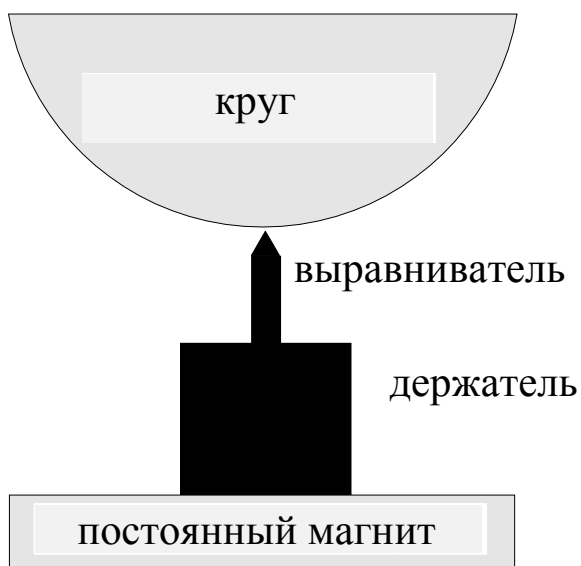 круг
выравниватель
держатель
постоянный магнит